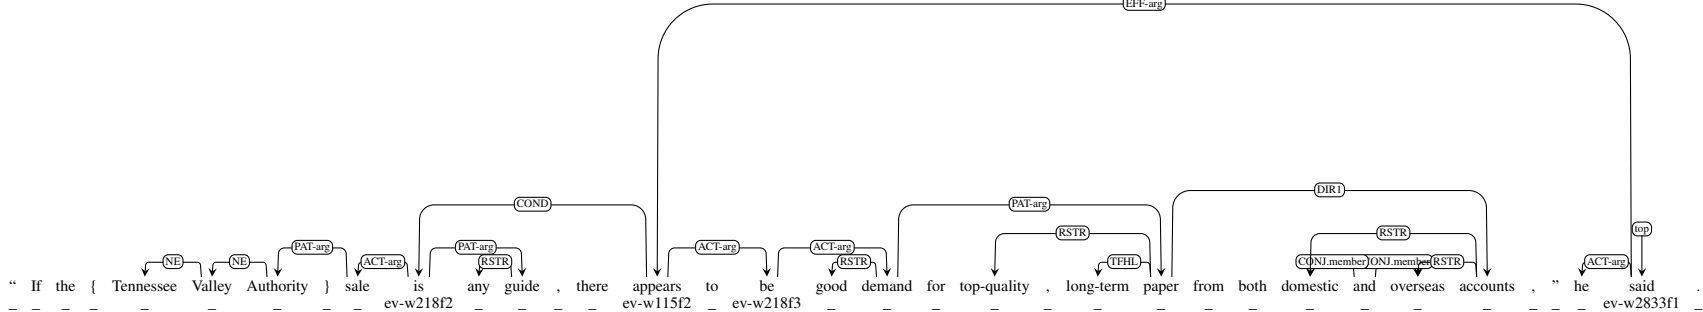 EFF-arg
DIR1
COND PAT-arg
top
RSTR RSTR
PAT-arg PAT-arg ACT-arg ACT-arg
NE NE ACT-arg RSTR RSTR TFHL CONJ.member ONJ.member RSTR ACT-arg
“ If the { Tennessee Valley Authority } sale is any guide , there appears to be good demand for top-quality , long-term paper from both domestic and overseas accounts , ” he said .
ev-w218f2 ev-w115f2 ev-w218f3 ev-w2833f1